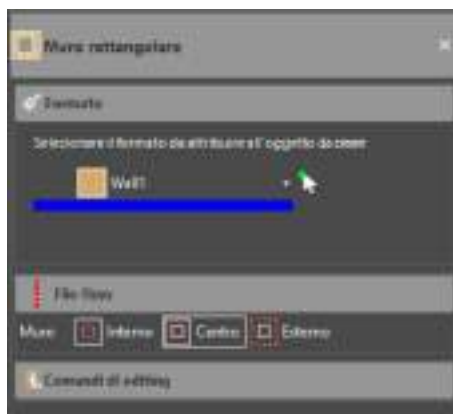 Muro rettangolare
Formato
Selezionare il formato da attribuire all'oggetto da creare
Wall1
Filo fisso
Muro Interno Centro Esterno
Comandi di editing